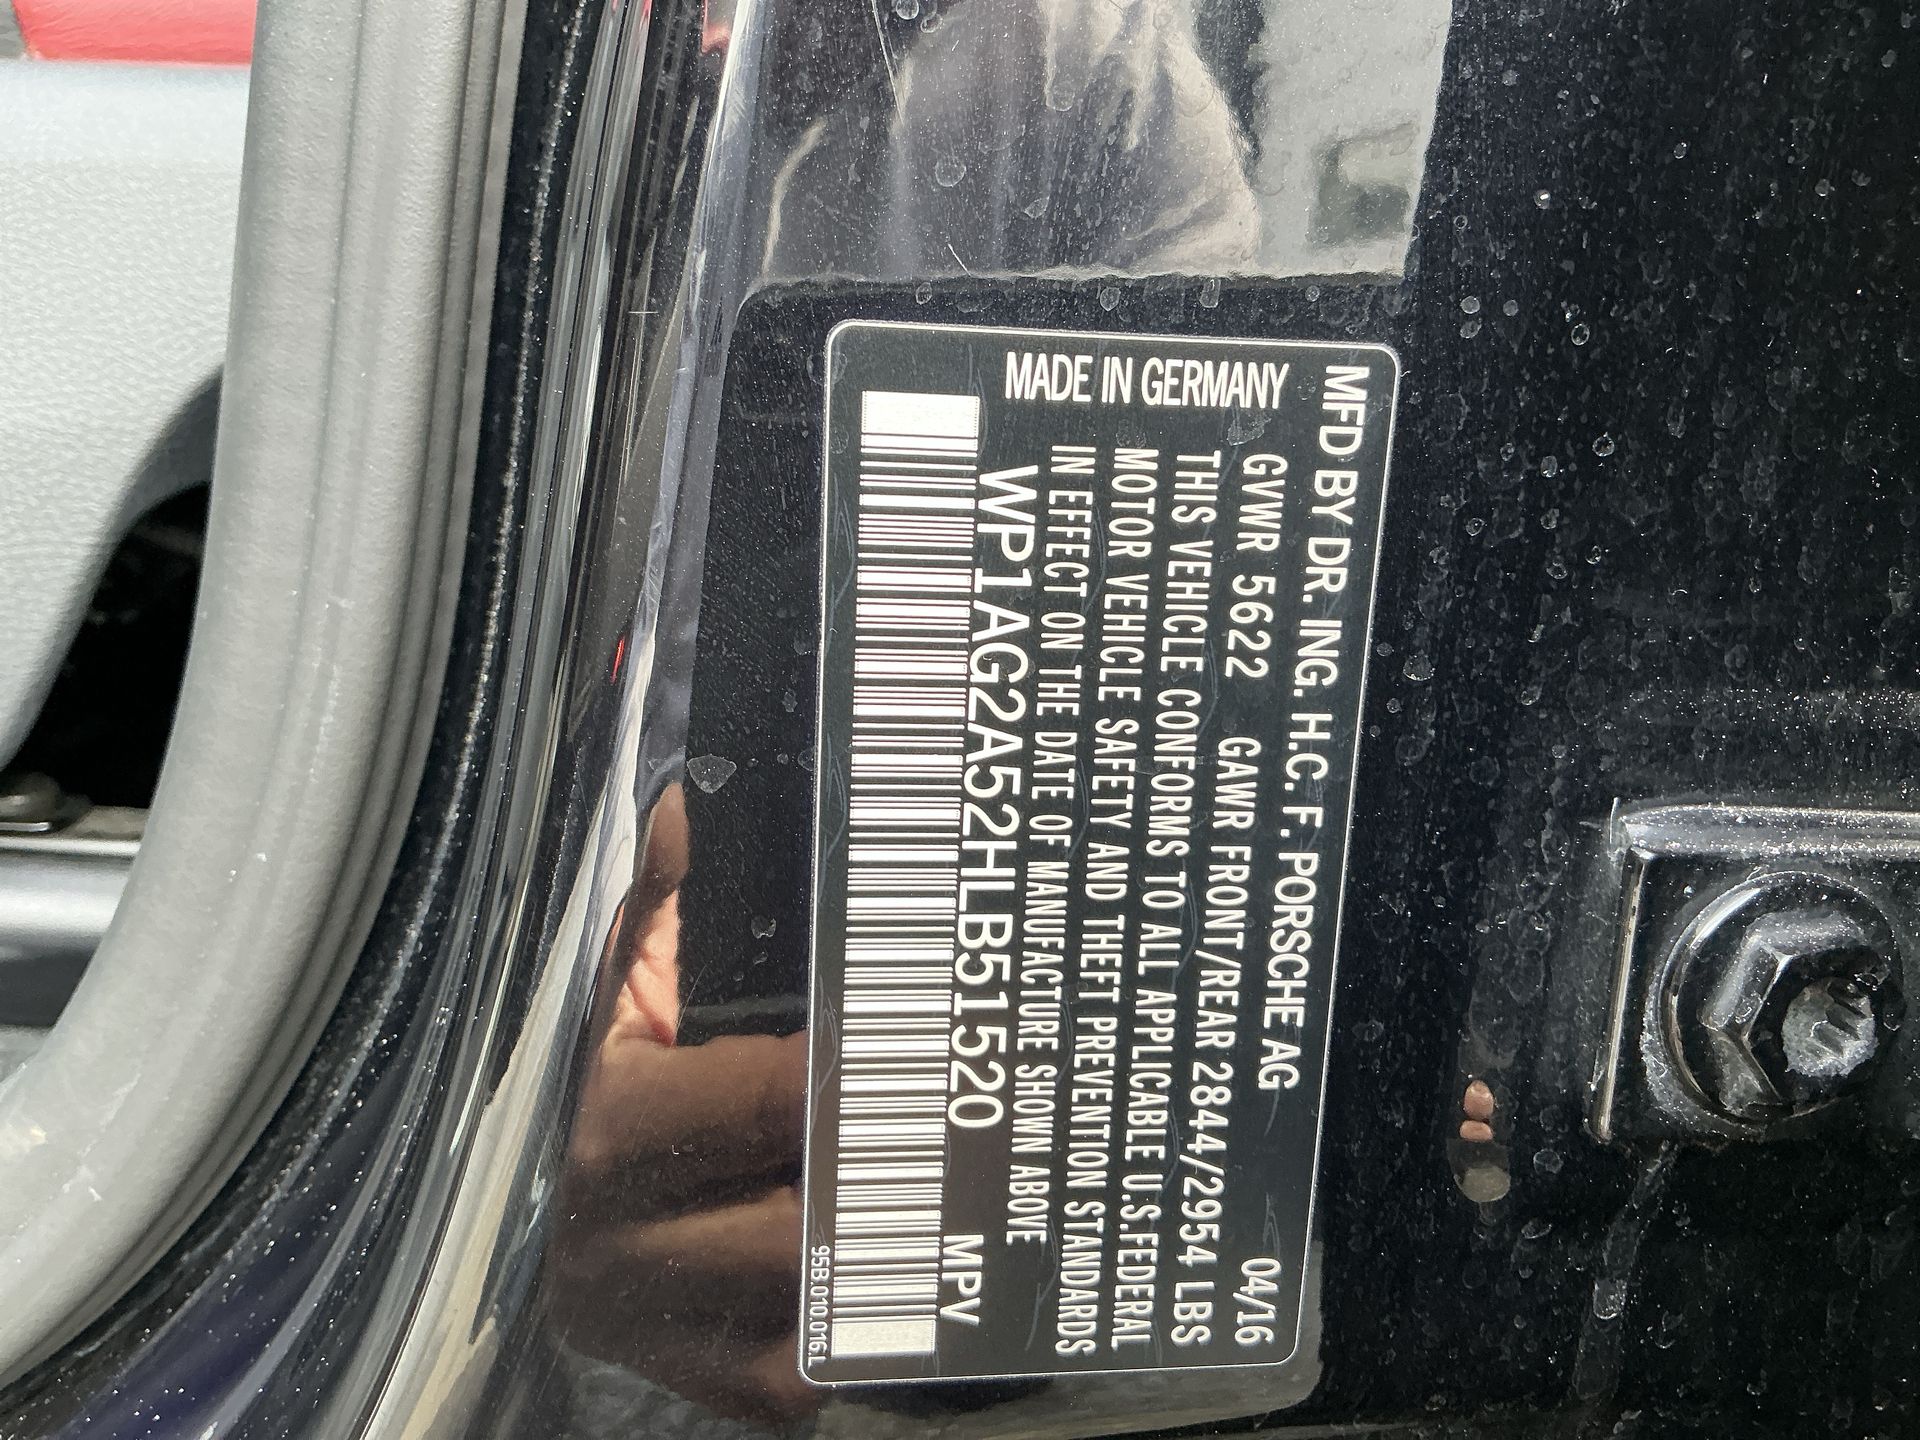 MFD BY DR. ING. H.C. F. PORSCHE AG 04/16
GVWR 5622 GAWR FRONT/REAR 2844/2954 LBS
THIS VEHICLE CONFORMS TO ALL APPLICABLE U.S.FEDERAL
MOTOR VEHICLE SAFETY AND THEFT PREVENTION STANDARDS
IN EFFECT ON THE DATE OF MANUFACTURE SHOWN ABOVE
WP1AG2A52HLB51520 MPV
MADE IN GERMANY
95B.010.016.L